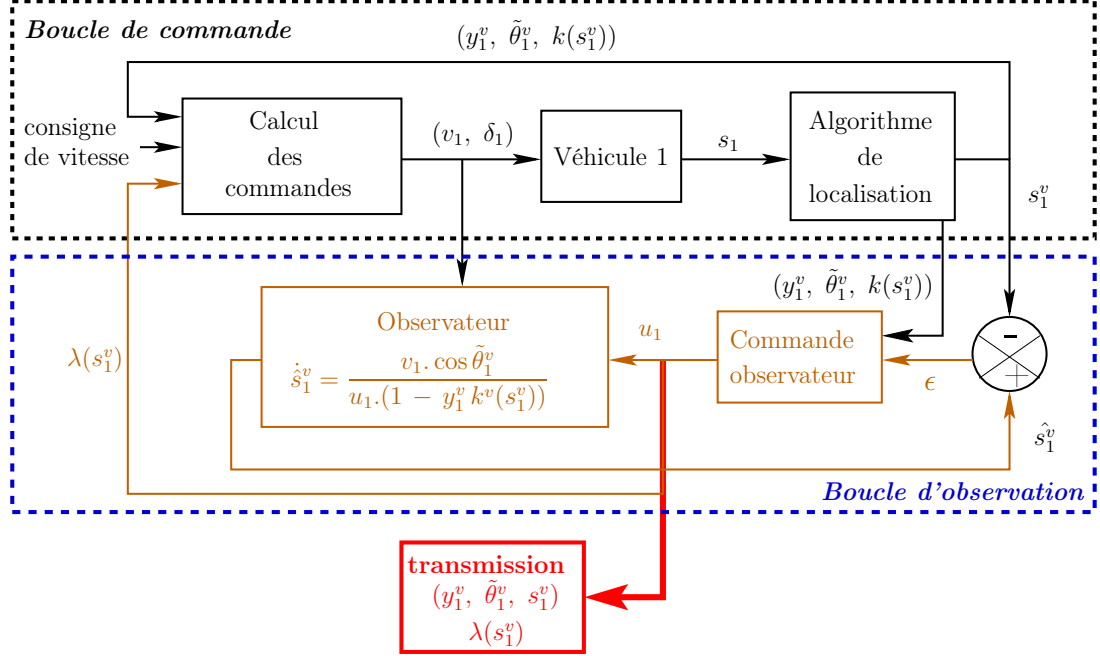 Boucle de commande
(y₁ᵛ, θ̃₁ᵛ, k(s₁ᵛ))
consigne
de vitesse
Calcul
des
commandes
(v₁, δ₁)
Véhicule 1
s₁
Algorithme
de
localisation
s₁ᵛ
(y₁ᵛ, θ̃₁ᵛ, k(s₁ᵛ))
λ(s₁ᵛ)
Observateur
ṡ̂₁ᵛ = v₁. cos θ̃₁ᵛ / u₁.(1 − y₁ᵛ kᵛ(s₁ᵛ))
u₁
Commande
observateur
ϵ
-
+
ŝ₁ᵛ
Boucle d'observation
transmission
(y₁ᵛ, θ̃₁ᵛ, s₁ᵛ)
λ(s₁ᵛ)